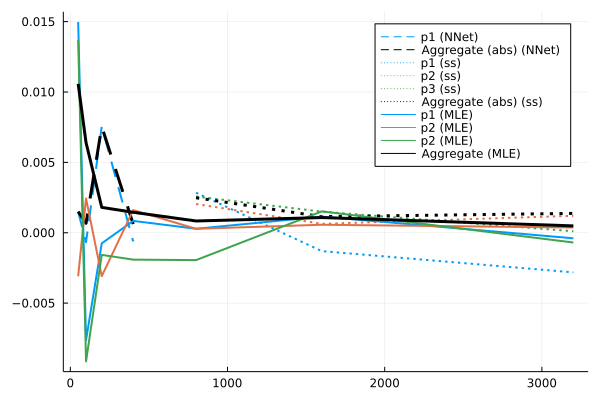 0.015
0.010
0.005
0.000
−0.005
0
1000
2000
3000
p1 (NNet)
Aggregate (abs) (NNet)
p1 (ss)
p2 (ss)
p3 (ss)
Aggregate (abs) (ss)
p1 (MLE)
p2 (MLE)
p2 (MLE)
Aggregate (MLE)